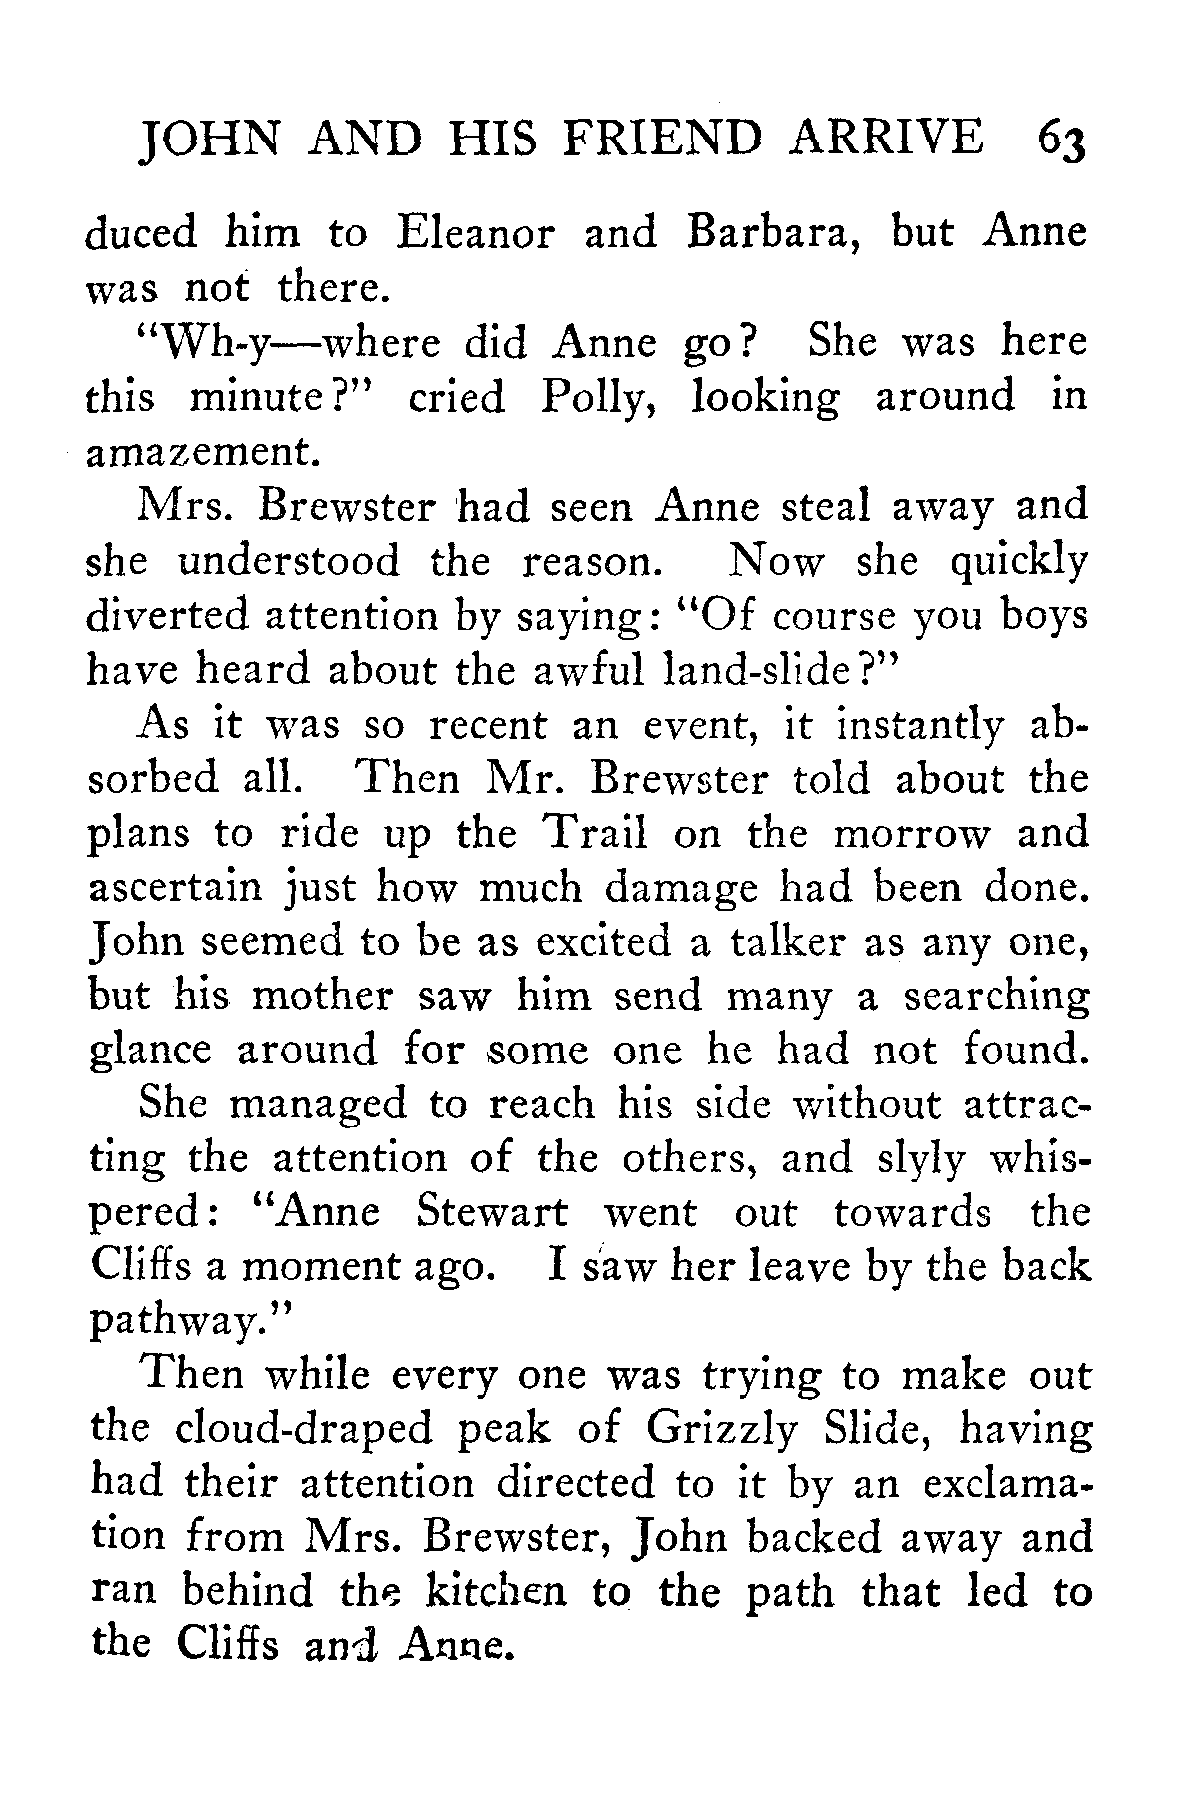 JOHN AND HIS FRIEND ARRIVE 63
duced him to Eleanor and Barbara, but Anne
was not there.
“Wh-y—where did Anne go? She was here
this minute?” cried Polly, looking around in
amazement.
Mrs. Brewster had seen Anne steal away and
she understood the reason. Now she quickly
diverted attention by saying: “Of course you boys
have heard about the awful land-slide?”
As it was so recent an event, it instantly ab-
sorbed all. Then Mr. Brewster told about the
plans to ride up the Trail on the morrow and
ascertain just how much damage had been done.
John seemed to be as excited a talker as any one,
but his mother saw him send many a searching
glance around for some one he had not found.
She managed to reach his side without attrac-
ting the attention of the others, and slyly whis-
pered: “Anne Stewart went out towards the
Cliffs a moment ago. I saw her leave by the back
pathway.”
Then while every one was trying to make out
the cloud-draped peak of Grizzly Slide, having
had their attention directed to it by an exclama-
tion from Mrs. Brewster, John backed away and
ran behind the kitchen to the path that led to
the Cliffs and Anne.